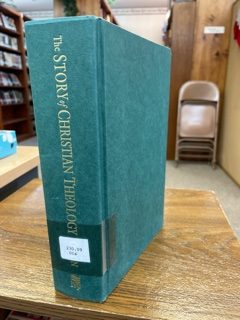 The STORY of CHRISTIAN THEOLOGY
230.09